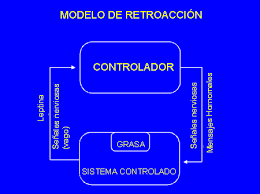 MODELO DE RETROACCIÓN
CONTROLADOR
Leptina
Señales nerviosas
(vago)
Señales nerviosas
Mensajes Hormonales
GRASA
SISTEMA CONTROLADO